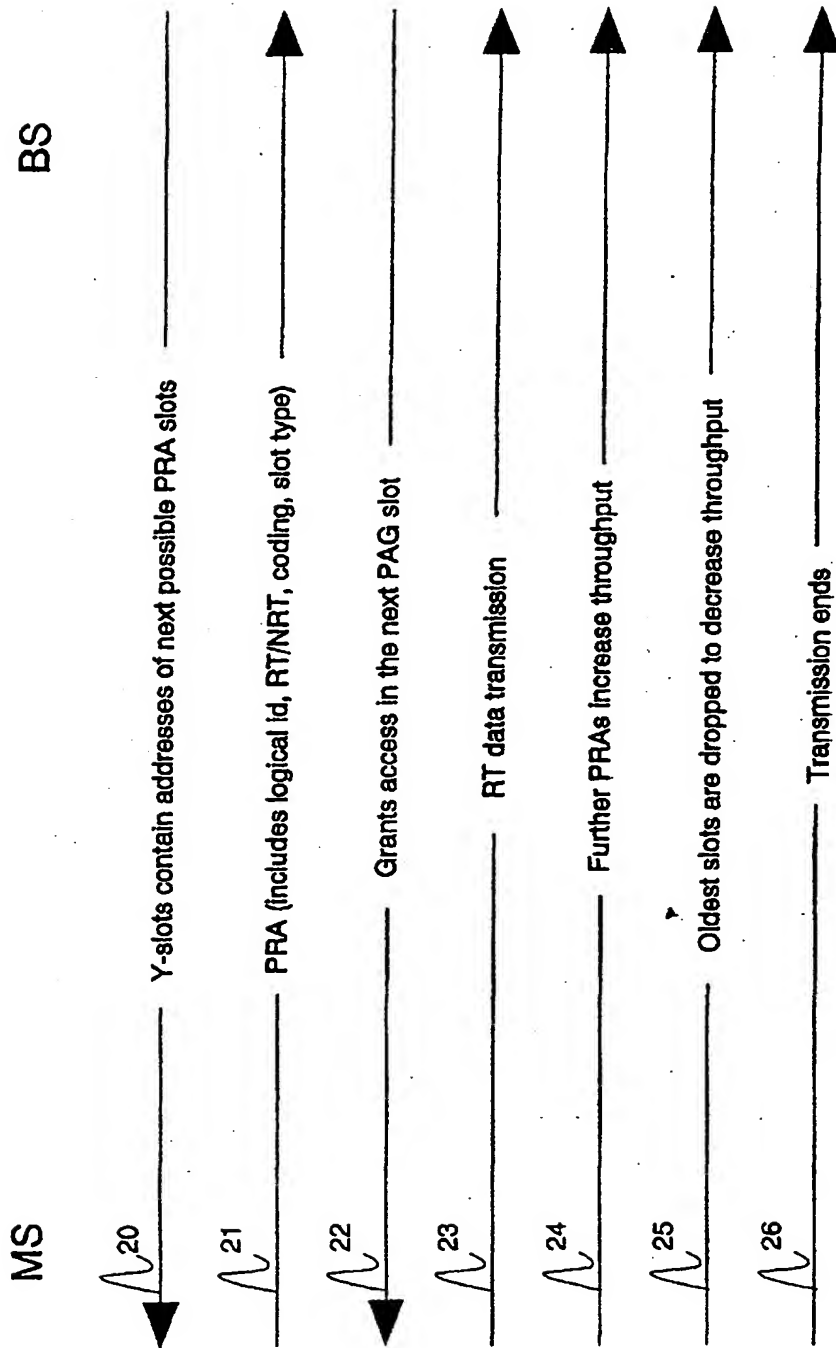 MS
BS
20
Y-slots contain addresses of next possible PRA slots
21
PRA (includes logical id, RT/NRT, coding, slot type)
22
Grants access in the next PAG slot
23
RT data transmission
24
Further PRAs increase throughput
25
Oldest slots are dropped to decrease throughput
26
Transmission ends